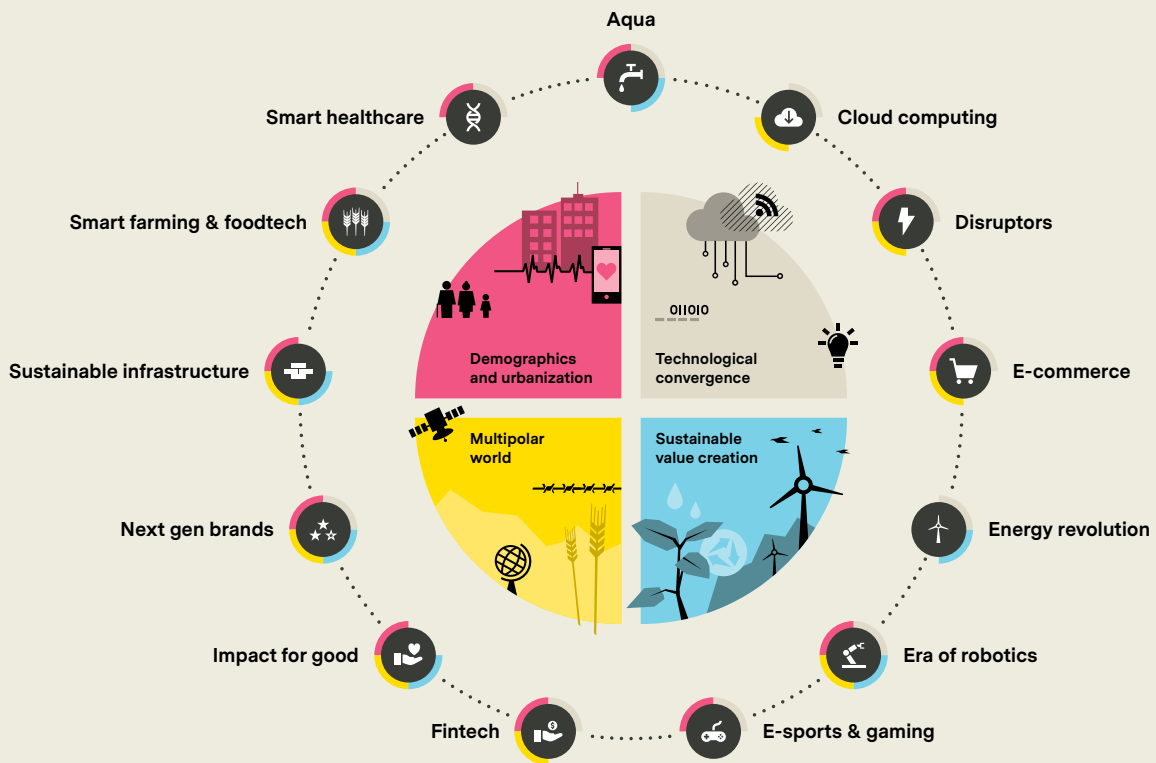 Aqua
Smart healthcare
Cloud computing
Smart farming & foodtech
Disruptors
011010
Demographics
and urbanization
Technological
convergence
Sustainable infrastructure
E-commerce
Multipolar
world
Sustainable
value creation
Next gen brands
Energy revolution
Impact for good
Era of robotics
$
Fintech
E-sports & gaming